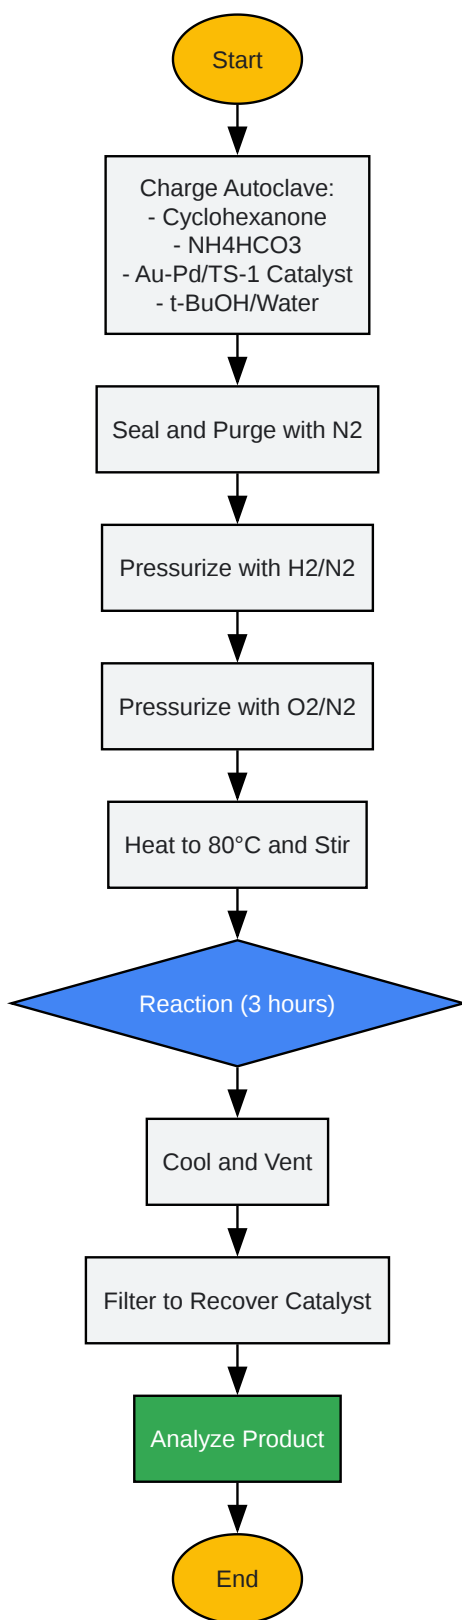 Start
Charge Autoclave:
- Cyclohexanone
- NH4HCO3
- Au-Pd/TS-1 Catalyst
- t-BuOH/Water
Seal and Purge with N2
Pressurize with H2/N2
Pressurize with O2/N2
Heat to 80°C and Stir
Reaction (3 hours)
Cool and Vent
Filter to Recover Catalyst
Analyze Product
End